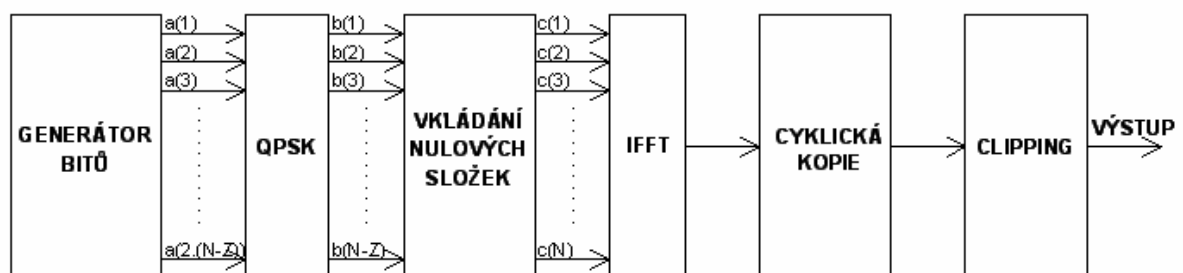 a(1)
a(2)
a(3)
a(2.(N-Z))
b(1)
b(2)
b(3)
b(N-Z)
c(1)
c(2)
c(3)
c(N)
GENERÁTOR
BITŮ
QPSK
VKLÁDÁNÍ
NULOVÝCH
SLOŽEK
IFFT
CYKLICKÁ
KOPIE
CLIPPING
VÝSTUP